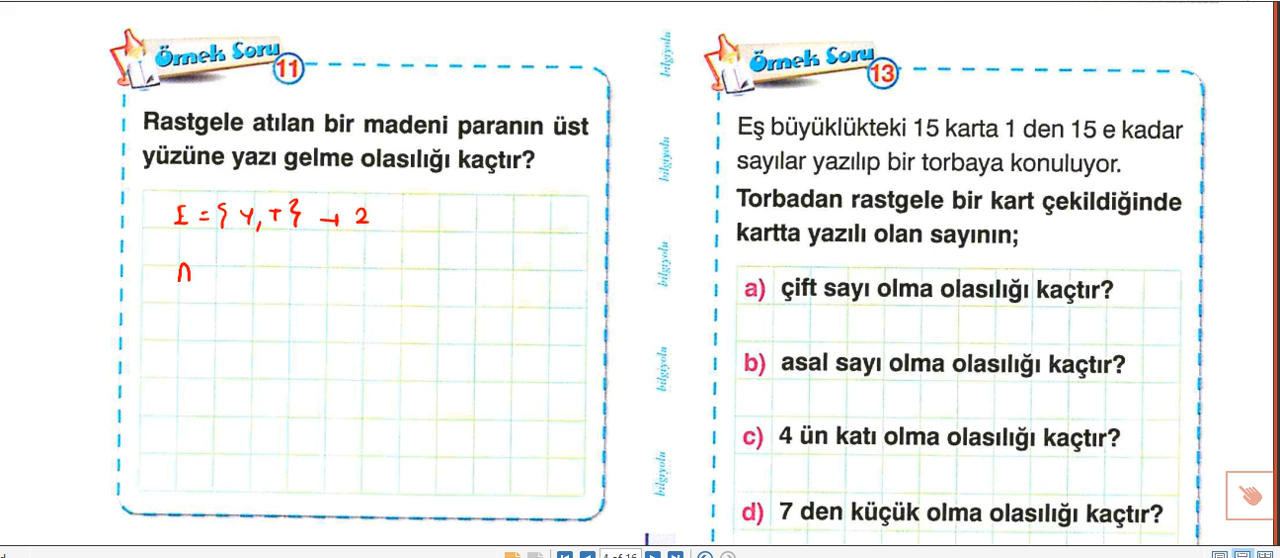 Örnek Soru
11
Rastgele atılan bir madeni paranın üst
yüzüne yazı gelme olasılığı kaçtır?
E = { Y, T } → 2
bilgiyolu
bilgiyolu
bilgiyolu
bilgiyolu
bilgiyolu
Örnek Soru
13
Eş büyüklükteki 15 karta 1 den 15 e kadar
sayılar yazılıp bir torbaya konuluyor.
Torbadan rastgele bir kart çekildiğinde
kartta yazılı olan sayının;
a) çift sayı olma olasılığı kaçtır?
b) asal sayı olma olasılığı kaçtır?
c) 4 ün katı olma olasılığı kaçtır?
d) 7 den küçük olma olasılığı kaçtır?
4 of 16